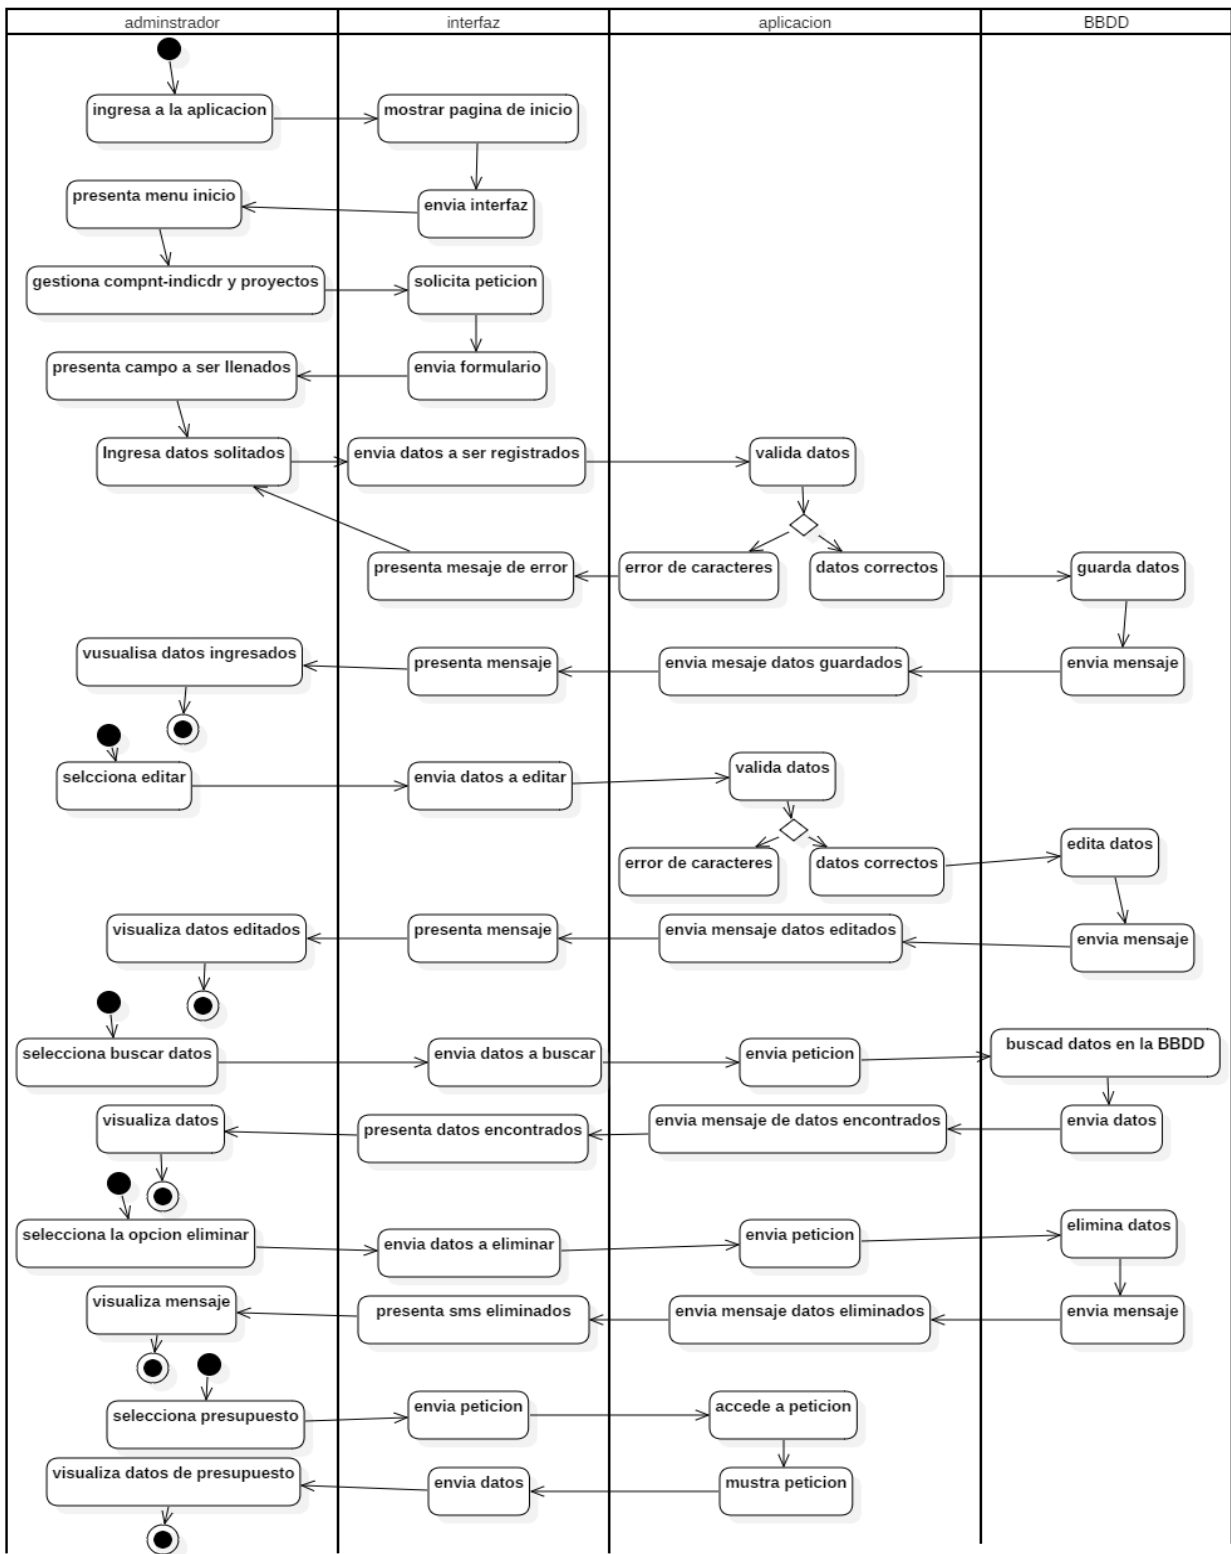 adminstrador
interfaz
aplicacion
BBDD
ingresa a la aplicacion
mostrar pagina de inicio
presenta menu inicio
envia interfaz
gestiona compnt-indicdr y proyectos
solicita peticion
presenta campo a ser llenados
envia formulario
Ingresa datos solitados
envia datos a ser registrados
valida datos
presenta mesaje de error
error de caracteres
datos correctos
guarda datos
vusualisa datos ingresados
presenta mensaje
envia mesaje datos guardados
envia mensaje
selcciona editar
envia datos a editar
valida datos
error de caracteres
datos correctos
edita datos
visualiza datos editados
presenta mensaje
envia mensaje datos editados
envia mensaje
selecciona buscar datos
envia datos a buscar
envia peticion
buscad datos en la BBDD
visualiza datos
presenta datos encontrados
envia mensaje de datos encontrados
envia datos
selecciona la opcion eliminar
envia datos a eliminar
envia peticion
elimina datos
visualiza mensaje
presenta sms eliminados
envia mensaje datos eliminados
envia mensaje
selecciona presupuesto
envia peticion
accede a peticion
visualiza datos de presupuesto
envia datos
mustra peticion